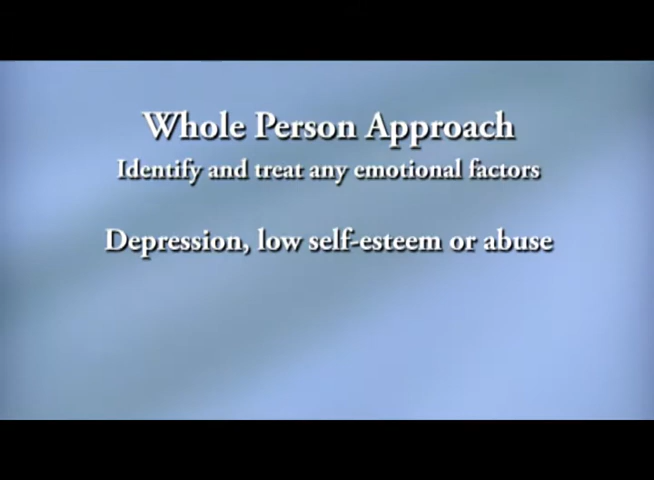 Whole Person Approach
Identify and treat any emotional factors
Depression, low self-esteem or abuse